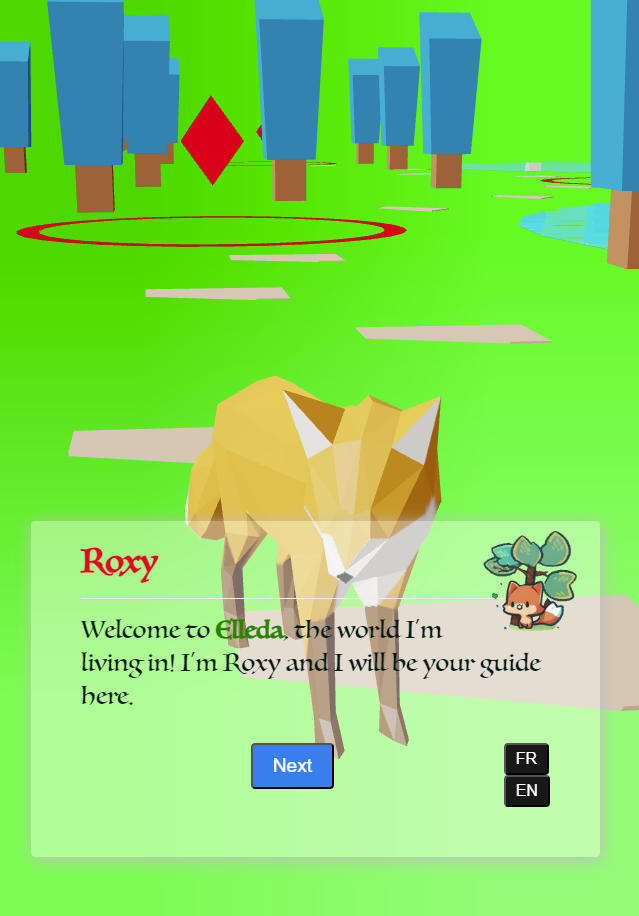 Roxy
Welcome to Elleda, the world I'm
living in! I'm Roxy and I will be your guide
here.
Next
FR
EN